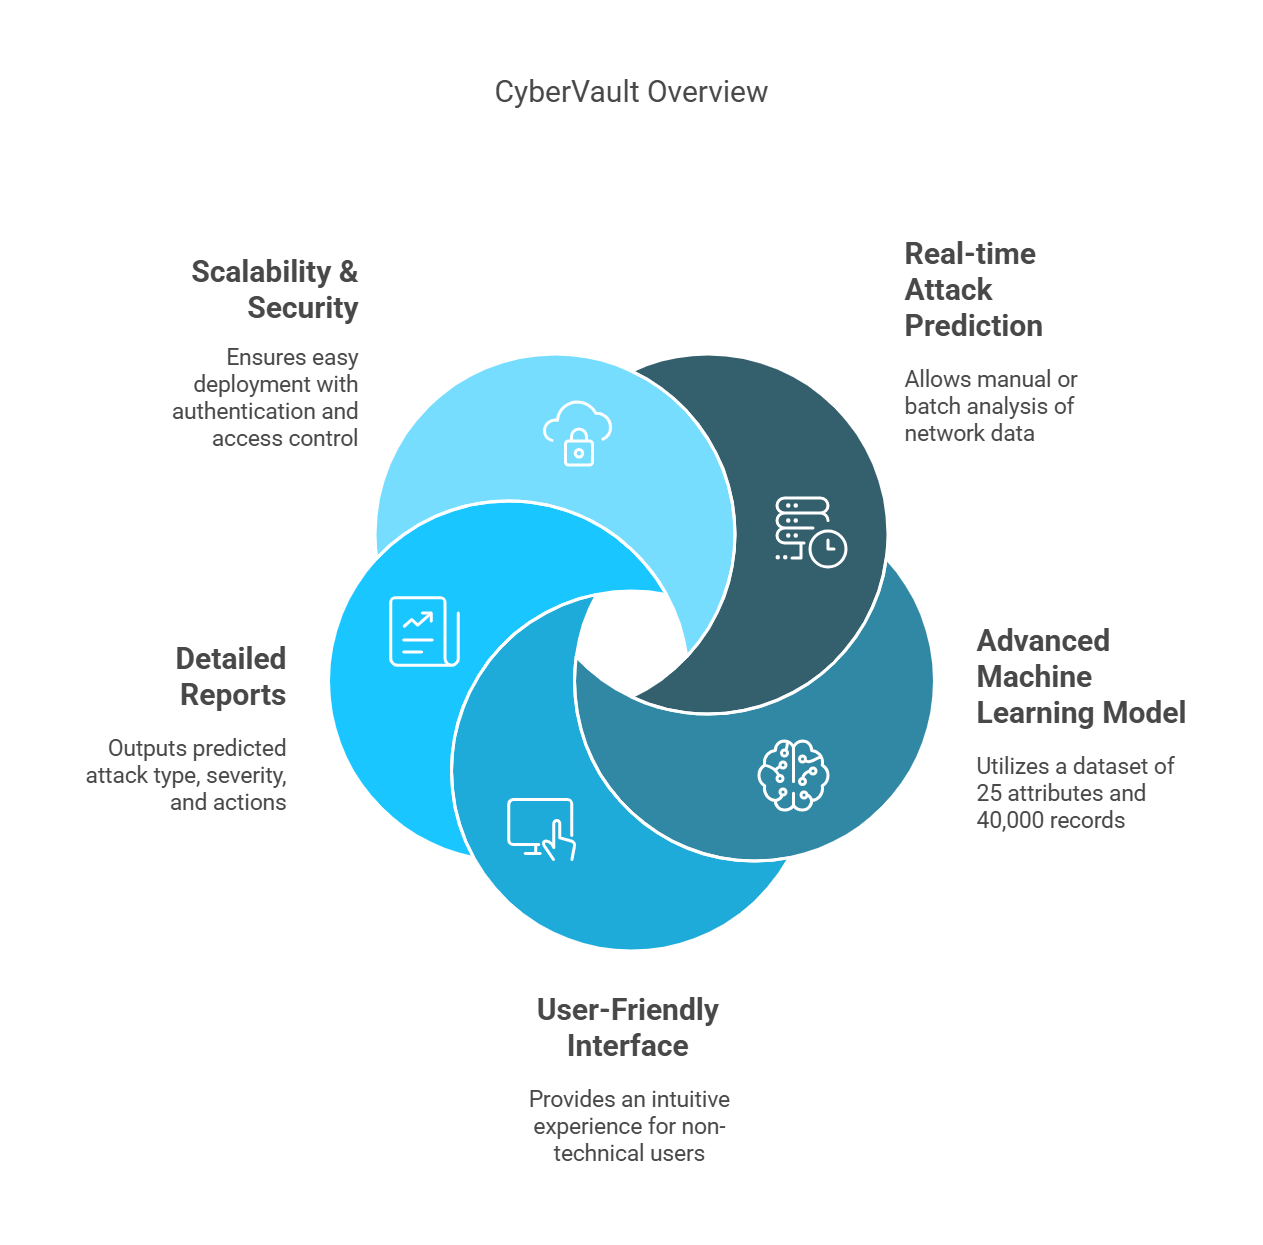 CyberVault Overview
Scalability &
Security
Ensures easy
deployment with
authentication and
access control
Real-time
Attack
Prediction
Allows manual or
batch analysis of
network data
Detailed
Reports
Outputs predicted
attack type, severity,
and actions
Advanced
Machine
Learning Model
Utilizes a dataset of
25 attributes and
40,000 records
User-Friendly
Interface
Provides an intuitive
experience for non-
technical users